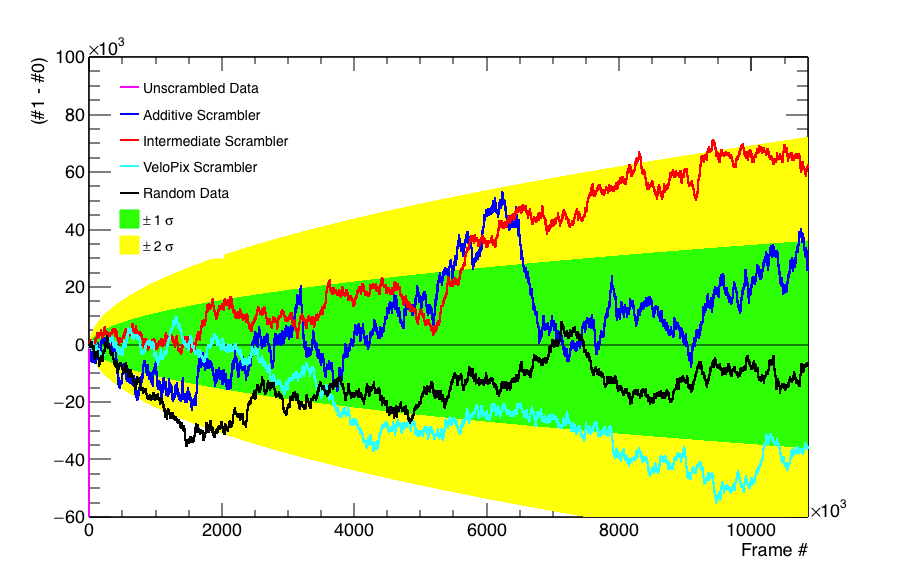 ×10³
100
80
60
40
20
0
−20
−40
−60
(#1 - #0)
Unscrambled Data
Additive Scrambler
Intermediate Scrambler
VeloPix Scrambler
Random Data
± 1 σ
± 2 σ
0 2000 4000 6000 8000 10000
×10³
Frame #